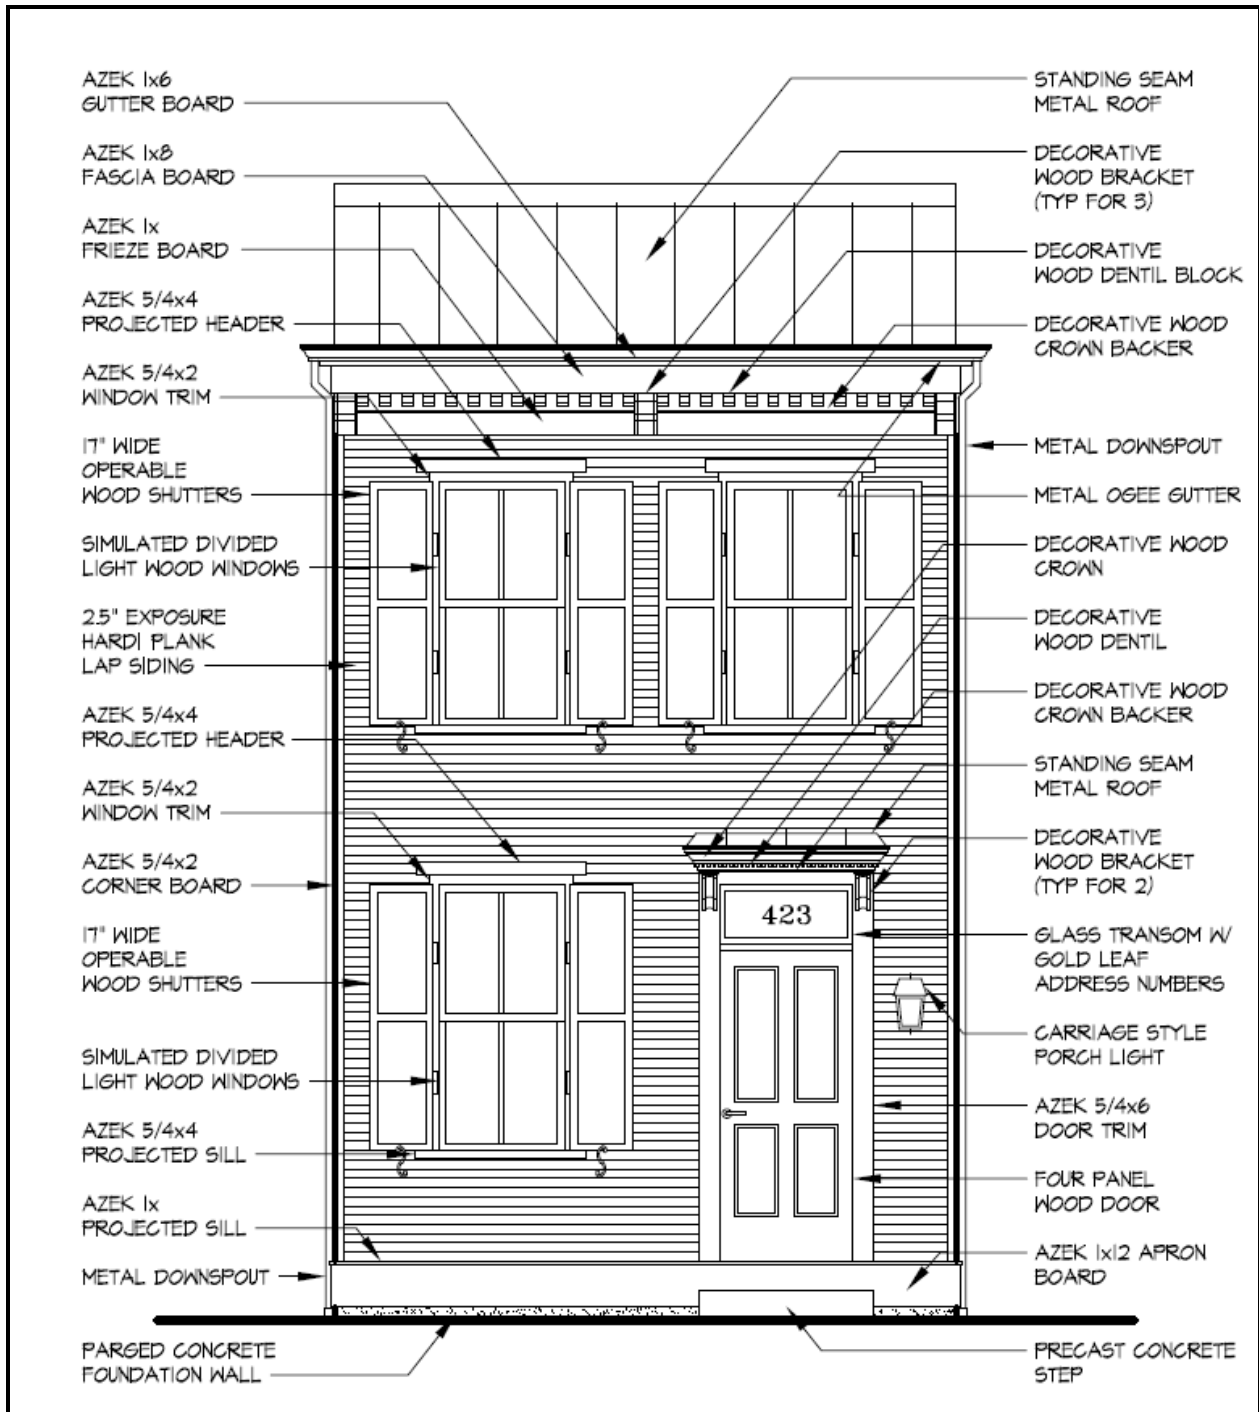 AZEK 1x6
GUTTER BOARD
AZEK 1x8
FASCIA BOARD
AZEK 1x
FRIEZE BOARD
AZEK 5/4x4
PROJECTED HEADER
AZEK 5/4x2
WINDOW TRIM
17" WIDE
OPERABLE
WOOD SHUTTERS
SIMULATED DIVIDED
LIGHT WOOD WINDOWS
2.5" EXPOSURE
HARDI PLANK
LAP SIDING
AZEK 5/4x4
PROJECTED HEADER
AZEK 5/4x2
WINDOW TRIM
AZEK 5/4x2
CORNER BOARD
17" WIDE
OPERABLE
WOOD SHUTTERS
SIMULATED DIVIDED
LIGHT WOOD WINDOWS
AZEK 5/4x4
PROJECTED SILL
AZEK 1x
PROJECTED SILL
METAL DOWNSPOUT
PARGED CONCRETE
FOUNDATION WALL
423
STANDING SEAM
METAL ROOF
DECORATIVE
WOOD BRACKET
(TYP FOR 3)
DECORATIVE
WOOD DENTIL BLOCK
DECORATIVE WOOD
CROWN BACKER
METAL DOWNSPOUT
METAL OGEE GUTTER
DECORATIVE WOOD
CROWN
DECORATIVE
WOOD DENTIL
DECORATIVE WOOD
CROWN BACKER
STANDING SEAM
METAL ROOF
DECORATIVE
WOOD BRACKET
(TYP FOR 2)
GLASS TRANSOM W/
GOLD LEAF
ADDRESS NUMBERS
CARRIAGE STYLE
PORCH LIGHT
AZEK 5/4x6
DOOR TRIM
FOUR PANEL
WOOD DOOR
AZEK 1x12 APRON
BOARD
PRECAST CONCRETE
STEP